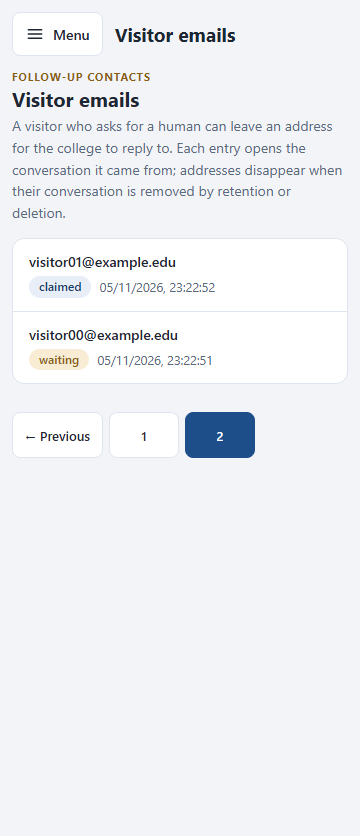 Menu
Visitor emails
FOLLOW-UP CONTACTS
Visitor emails
A visitor who asks for a human can leave an address
for the college to reply to. Each entry opens the
conversation it came from; addresses disappear when
their conversation is removed by retention or
deletion.
visitor01@example.edu
claimed 05/11/2026, 23:22:52
visitor00@example.edu
waiting 05/11/2026, 23:22:51
← Previous 1 2